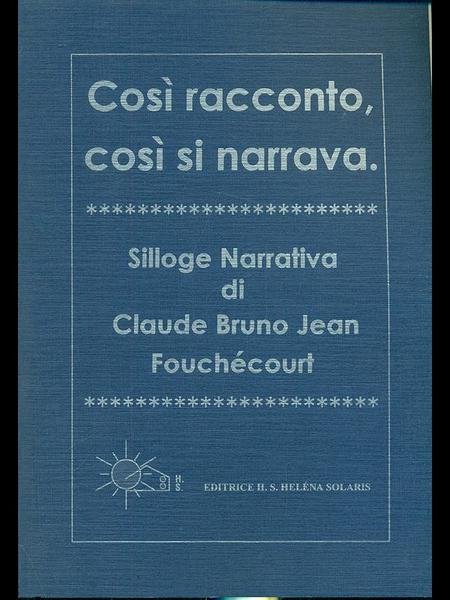 Così racconto,
così si narrava.
***********************
Silloge Narrativa
di
Claude Bruno Jean
Fouchécourt
***********************
H.
S.
EDITRICE H. S. HELÉNA SOLARIS